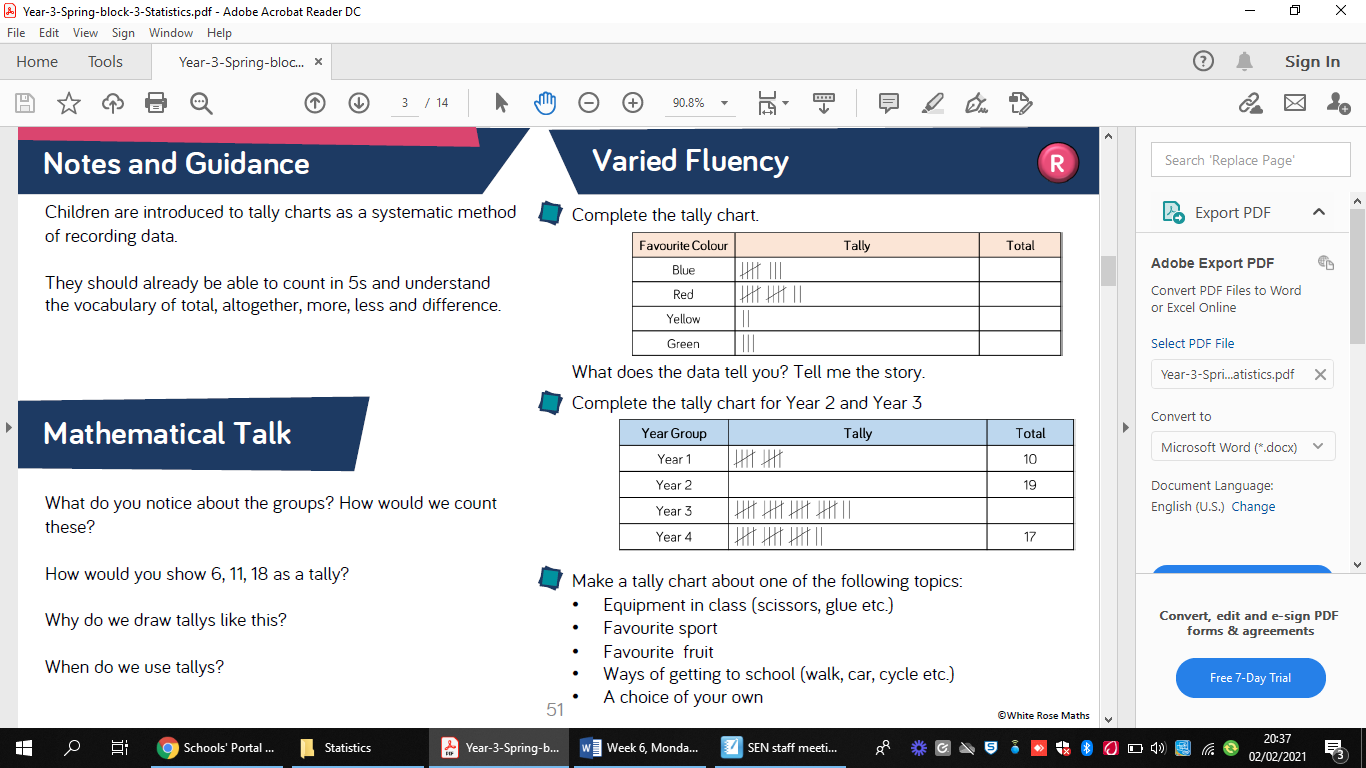 Year-3-Spring-block-3-Statistics.pdf - Adobe Acrobat Reader DC
File Edit View Sign Window Help
Home Tools Year-3-Spring-bloc... × Sign In
3 / 14 90.8%
Notes and Guidance
Children are introduced to tally charts as a systematic method
of recording data.
They should already be able to count in 5s and understand
the vocabulary of total, altogether, more, less and difference.
Mathematical Talk
What do you notice about the groups? How would we count
these?
How would you show 6, 11, 18 as a tally?
Why do we draw tallys like this?
When do we use tallys?
Varied Fluency
R
Complete the tally chart.
Favourite Colour Tally Total
Blue
Red
Yellow
Green
What does the data tell you? Tell me the story.
Complete the tally chart for Year 2 and Year 3
Year Group Tally Total
Year 1 10
Year 2 19
Year 3
Year 4 17
Make a tally chart about one of the following topics:
• Equipment in class (scissors, glue etc.)
• Favourite sport
• Favourite fruit
• Ways of getting to school (walk, car, cycle etc.)
• A choice of your own
51
©White Rose Maths
Search 'Replace Page'
Export PDF
Adobe Export PDF
Convert PDF Files to Word
or Excel Online
Select PDF File
Year-3-Spri...atistics.pdf
Convert to
Microsoft Word (*.docx)
Document Language:
English (U.S.) Change
Convert, edit and e-sign PDF
forms & agreements
Free 7-Day Trial
Schools' Portal ...
Statistics
Year-3-Spring-b...
Week 6, Monda...
SEN staff meeti...
20:37
02/02/2021
3